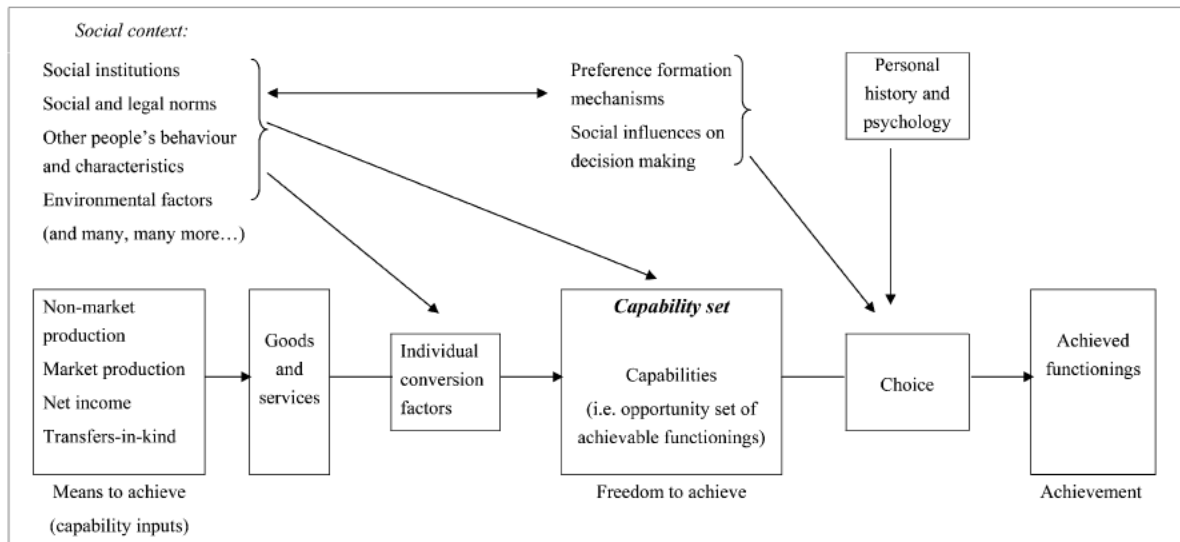 Social context:
Social institutions
Social and legal norms
Other people's behaviour
and characteristics
Environmental factors
(and many, many more…)
Preference formation
mechanisms
Social influences on
decision making
Personal
history and
psychology
Non-market
production
Market production
Net income
Transfers-in-kind
Means to achieve
(capability inputs)
Goods
and
services
Individual
conversion
factors
Capability set
Capabilities
(i.e. opportunity set of
achievable functionings)
Freedom to achieve
Choice
Achieved
functionings
Achievement